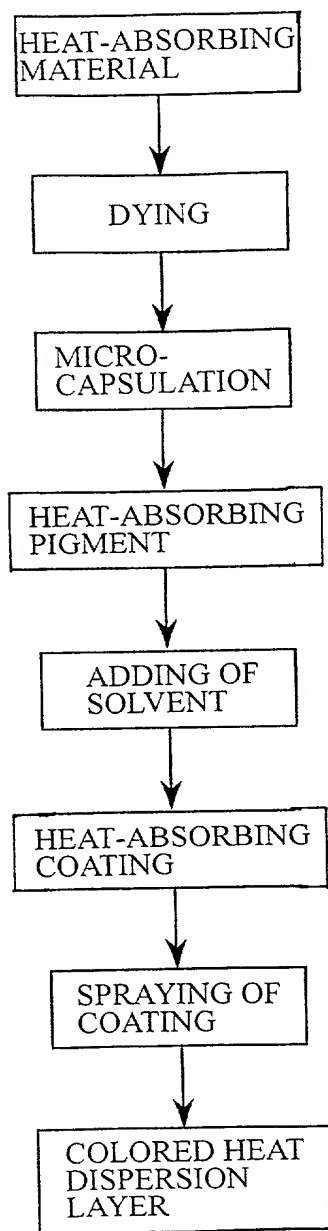 HEAT-ABSORBING
MATERIAL
DYING
MICRO-
CAPSULATION
HEAT-ABSORBING
PIGMENT
ADDING OF
SOLVENT
HEAT-ABSORBING
COATING
SPRAYING OF
COATING
COLORED HEAT
DISPERSION
LAYER